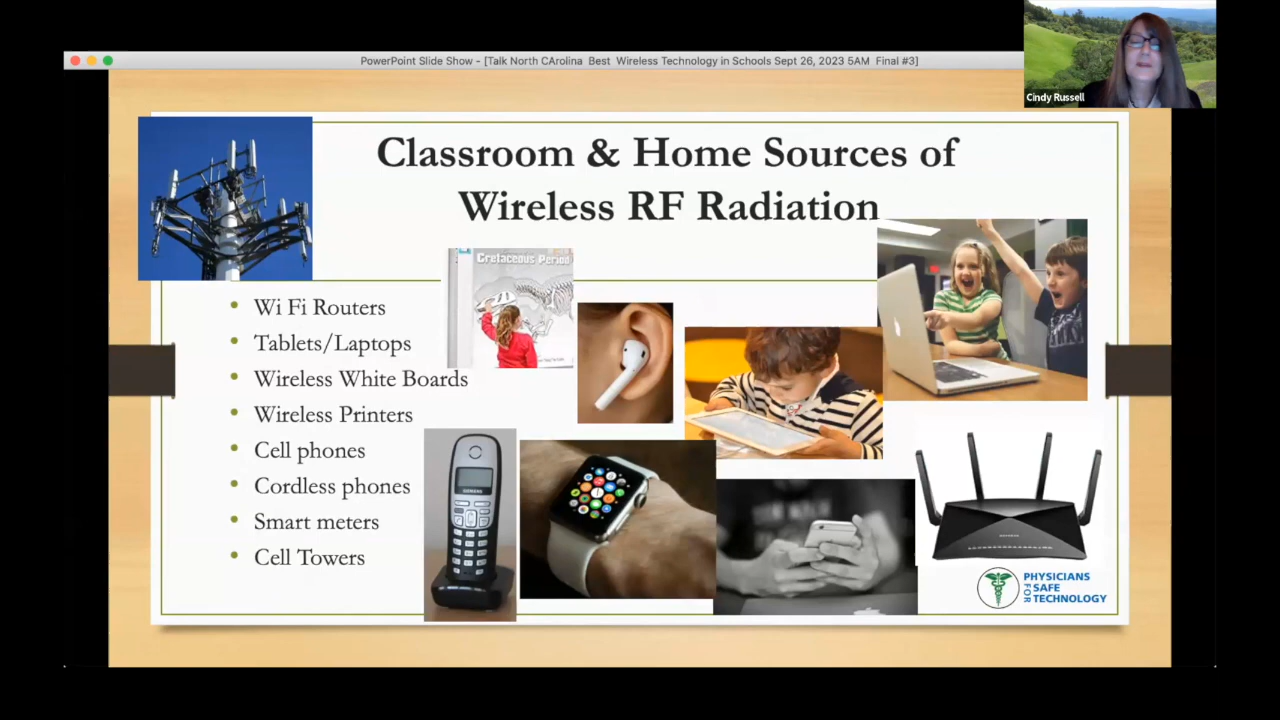 PowerPoint Slide Show - [Talk North CArolina Best Wireless Technology in Schools Sept 26, 2023 5AM Final #3]
Cindy Russell
Classroom & Home Sources of
Wireless RF Radiation
Cretaceous Period
Wi Fi Routers
Tablets/Laptops
Wireless White Boards
Wireless Printers
Cell phones
Cordless phones
Smart meters
Cell Towers
SIEMENS
NETGEAR
PHYSICIANS
FOR SAFE
TECHNOLOGY